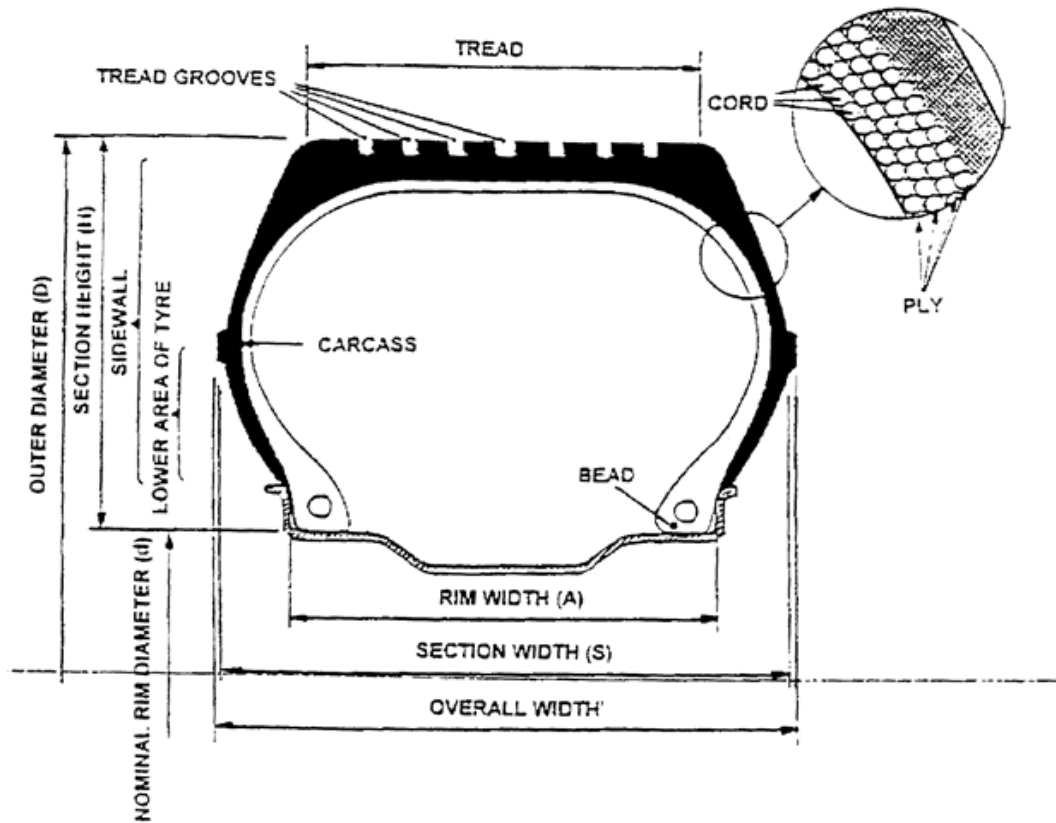 TREAD
TREAD GROOVES
CORD
PLY
OUTER DIAMETER (D)
SECTION HEIGHT (H)
SIDEWALL
LOWER AREA OF TYRE
CARCASS
BEAD
NOMINAL RIM DIAMETER (d)
RIM WIDTH (A)
SECTION WIDTH (S)
OVERALL WIDTH